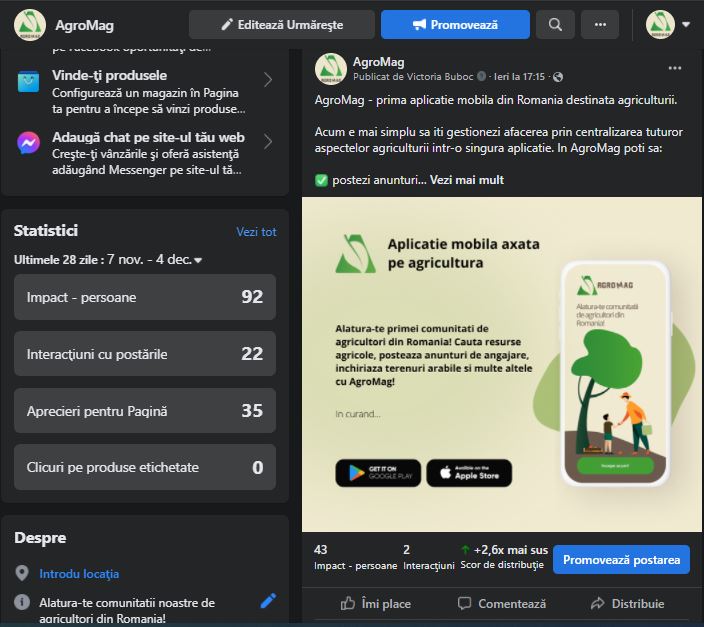 AgroMag
Editează Urmărește
Promovează
pe Facebook oportunități de...
Vinde-ți produsele
Configurează un magazin în Pagina
ta pentru a începe să vinzi produse...
Adaugă chat pe site-ul tău web
Crește-ți vânzările și oferă asistență
adăugând Messenger pe site-ul tă...
Statistici
Vezi tot
Ultimele 28 zile : 7 nov. - 4 dec.
Impact - persoane 92
Interacțiuni cu postările 22
Aprecieri pentru Pagină 35
Clicuri pe produse etichetate 0
Despre
Introdu locația
Alatura-te comunitatii noastre de
agricultori din Romania!
AgroMag
Publicat de Victoria Buboc · Ieri la 17:15 ·
AgroMag - prima aplicatie mobila din Romania destinata agriculturii.
Acum e mai simplu sa iti gestionezi afacerea prin centralizarea tuturor
aspectelor agriculturii intr-o singura aplicatie. In AgroMag poti sa:
✅ postezi anunturi... Vezi mai mult
Aplicatie mobila axata
pe agricultura
Alatura-te primei comunitati de
agricultori din Romania! Cauta resurse
agricole, posteaza anunturi de angajare,
inchiriaza terenuri arabile si multe altele
cu AgroMag!
In curand...
GET IT ON
GOOGLE PLAY
Available on the
Apple Store
AGROMAG
Alatura-te comunitatii
de agricultori din
Romania!
Incepe acum!
43
Impact - persoane
2
Interacțiuni
+2,6x mai sus
Scor de distribuție
Promovează postarea
Îmi place
Comentează
Distribuie